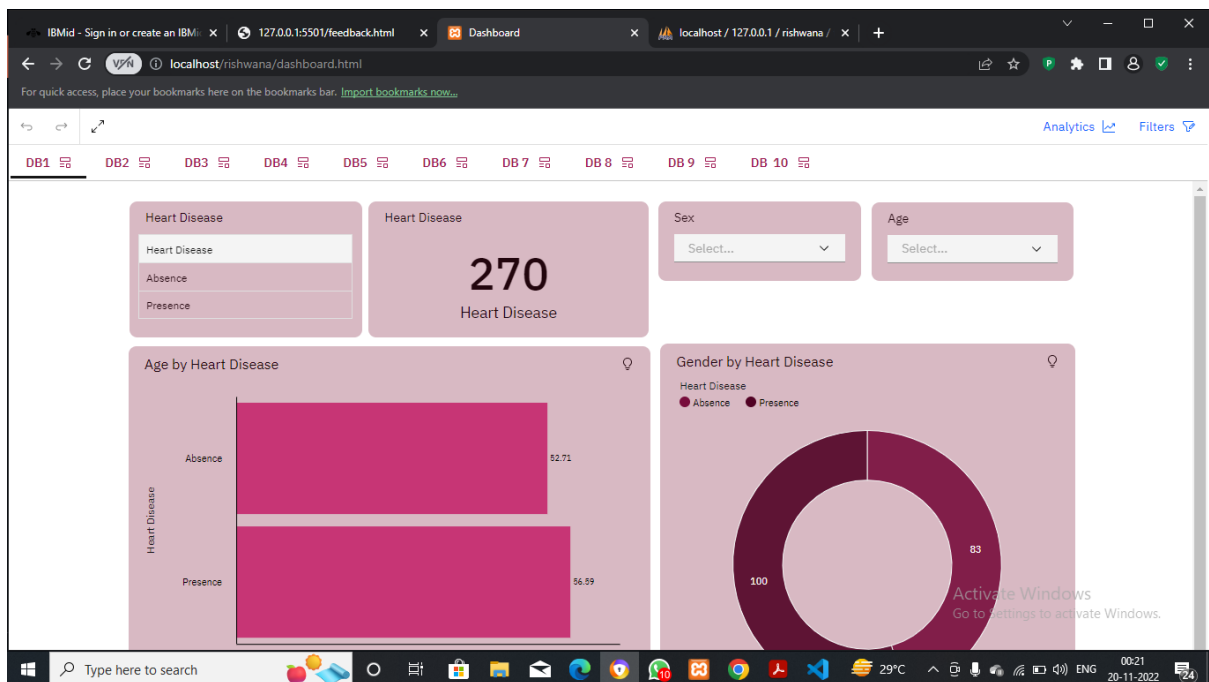 IBMid - Sign in or create an IBMi
127.0.0.1:5501/feedback.html
Dashboard
localhost / 127.0.0.1 / rishwana /
VPN
localhost/rishwana/dashboard.html
For quick access, place your bookmarks here on the bookmarks bar. Import bookmarks now...
Analytics
Filters
DB1
DB2
DB3
DB4
DB5
DB6
DB 7
DB 8
DB 9
DB 10
Heart Disease
Heart Disease
Absence
Presence
Heart Disease
270
Heart Disease
Sex
Select...
Age
Select...
Age by Heart Disease
Heart Disease
Absence
52.71
Presence
56.59
Gender by Heart Disease
Heart Disease
Absence
Presence
83
100
Activate Windows
Go to Settings to activate Windows.
Type here to search
10
29°C
ENG
00:21
20-11-2022
24